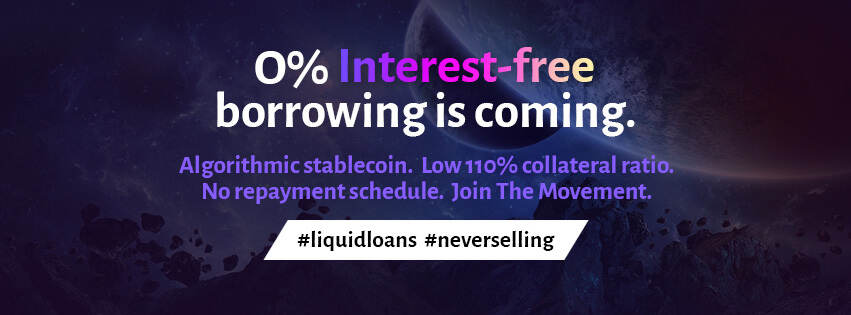 0% Interest-free
borrowing is coming.
Algorithmic stablecoin. Low 110% collateral ratio.
No repayment schedule. Join The Movement.
#liquidloans #neverselling